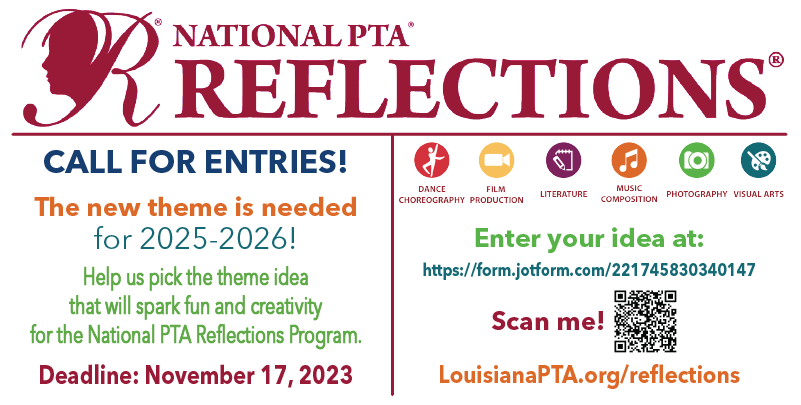 NATIONAL PTA®
REFLECTIONS®
®
CALL FOR ENTRIES!
The new theme is needed
for 2025-2026!
Help us pick the theme idea
that will spark fun and creativity
for the National PTA Reflections Program.
Deadline: November 17, 2023
DANCE
CHOREOGRAPHY
FILM
PRODUCTION
LITERATURE
MUSIC
COMPOSITION
PHOTOGRAPHY
VISUAL ARTS
Enter your idea at:
https://form.jotform.com/221745830340147
Scan me!
LouisianaPTA.org/reflections